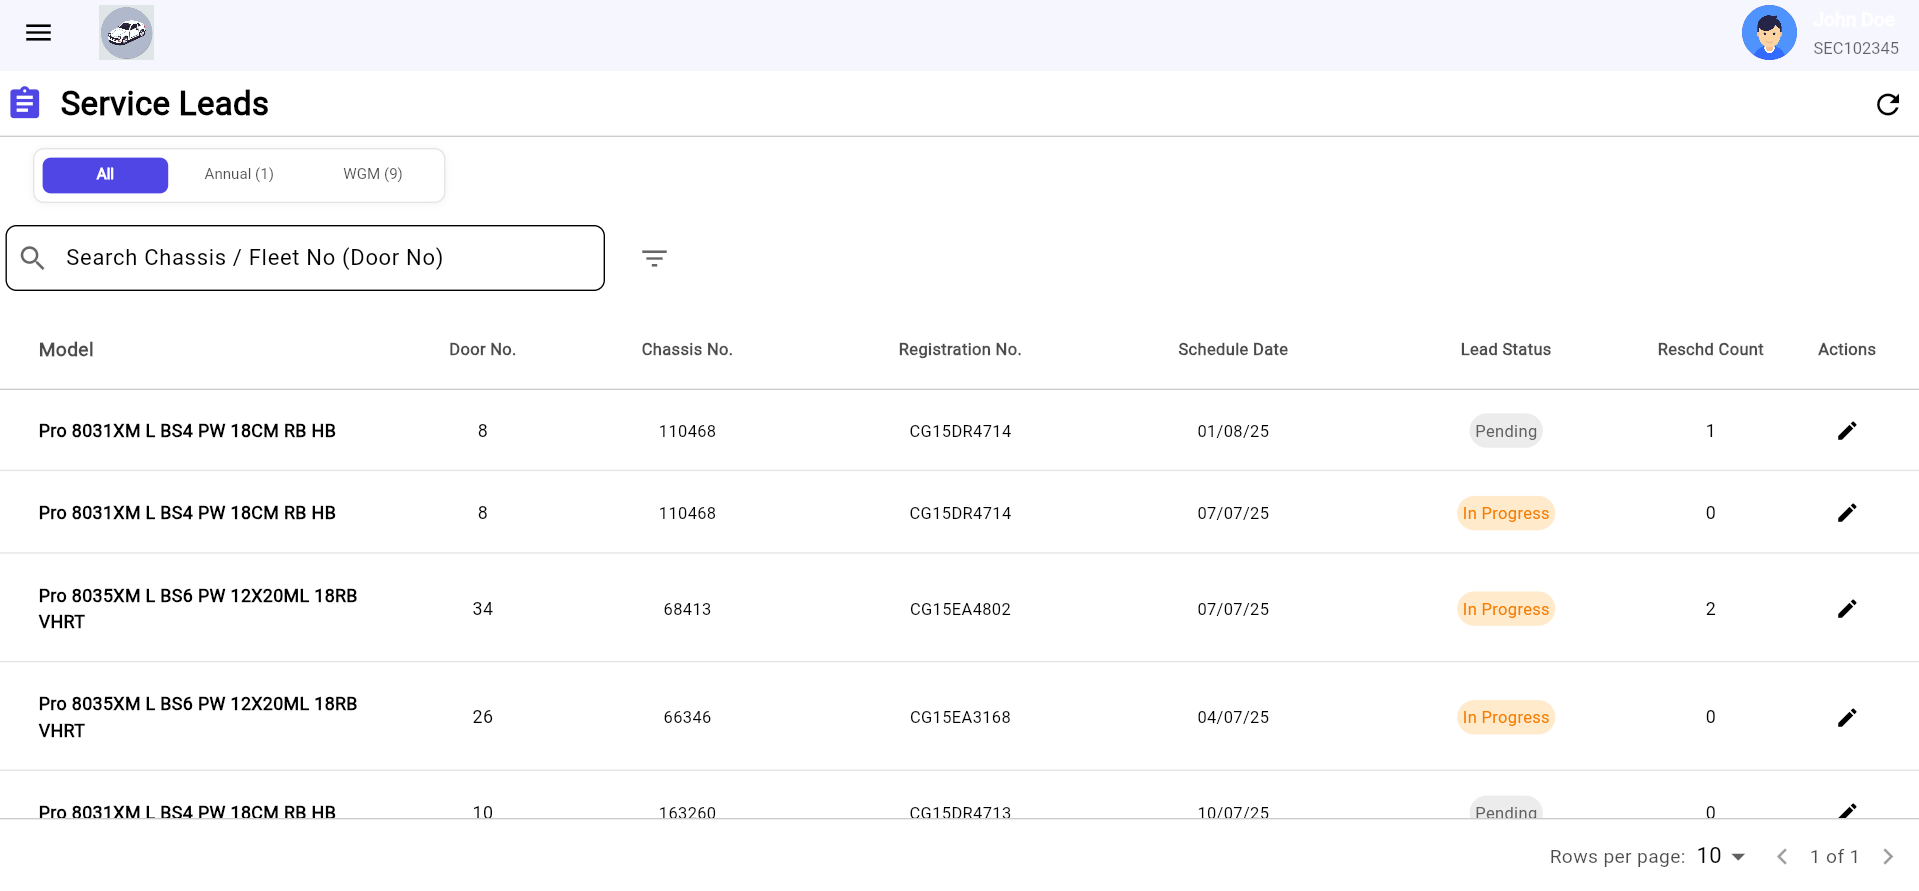 John Doe
SEC102345
Service Leads
All Annual (1) WGM (9)
Search Chassis / Fleet No (Door No)
Model Door No. Chassis No. Registration No. Schedule Date Lead Status Reschd Count Actions
Pro 8031XM L BS4 PW 18CM RB HB 8 110468 CG15DR4714 01/08/25 Pending 1
Pro 8031XM L BS4 PW 18CM RB HB 8 110468 CG15DR4714 07/07/25 In Progress 0
Pro 8035XM L BS6 PW 12X20ML 18RB
VHRT 34 68413 CG15EA4802 07/07/25 In Progress 2
Pro 8035XM L BS6 PW 12X20ML 18RB
VHRT 26 66346 CG15EA3168 04/07/25 In Progress 0
Pro 8031XM L BS4 PW 18CM RB HB 10 163260 CG15DR4713 10/07/25 Pending 0
Rows per page: 10 1 of 1